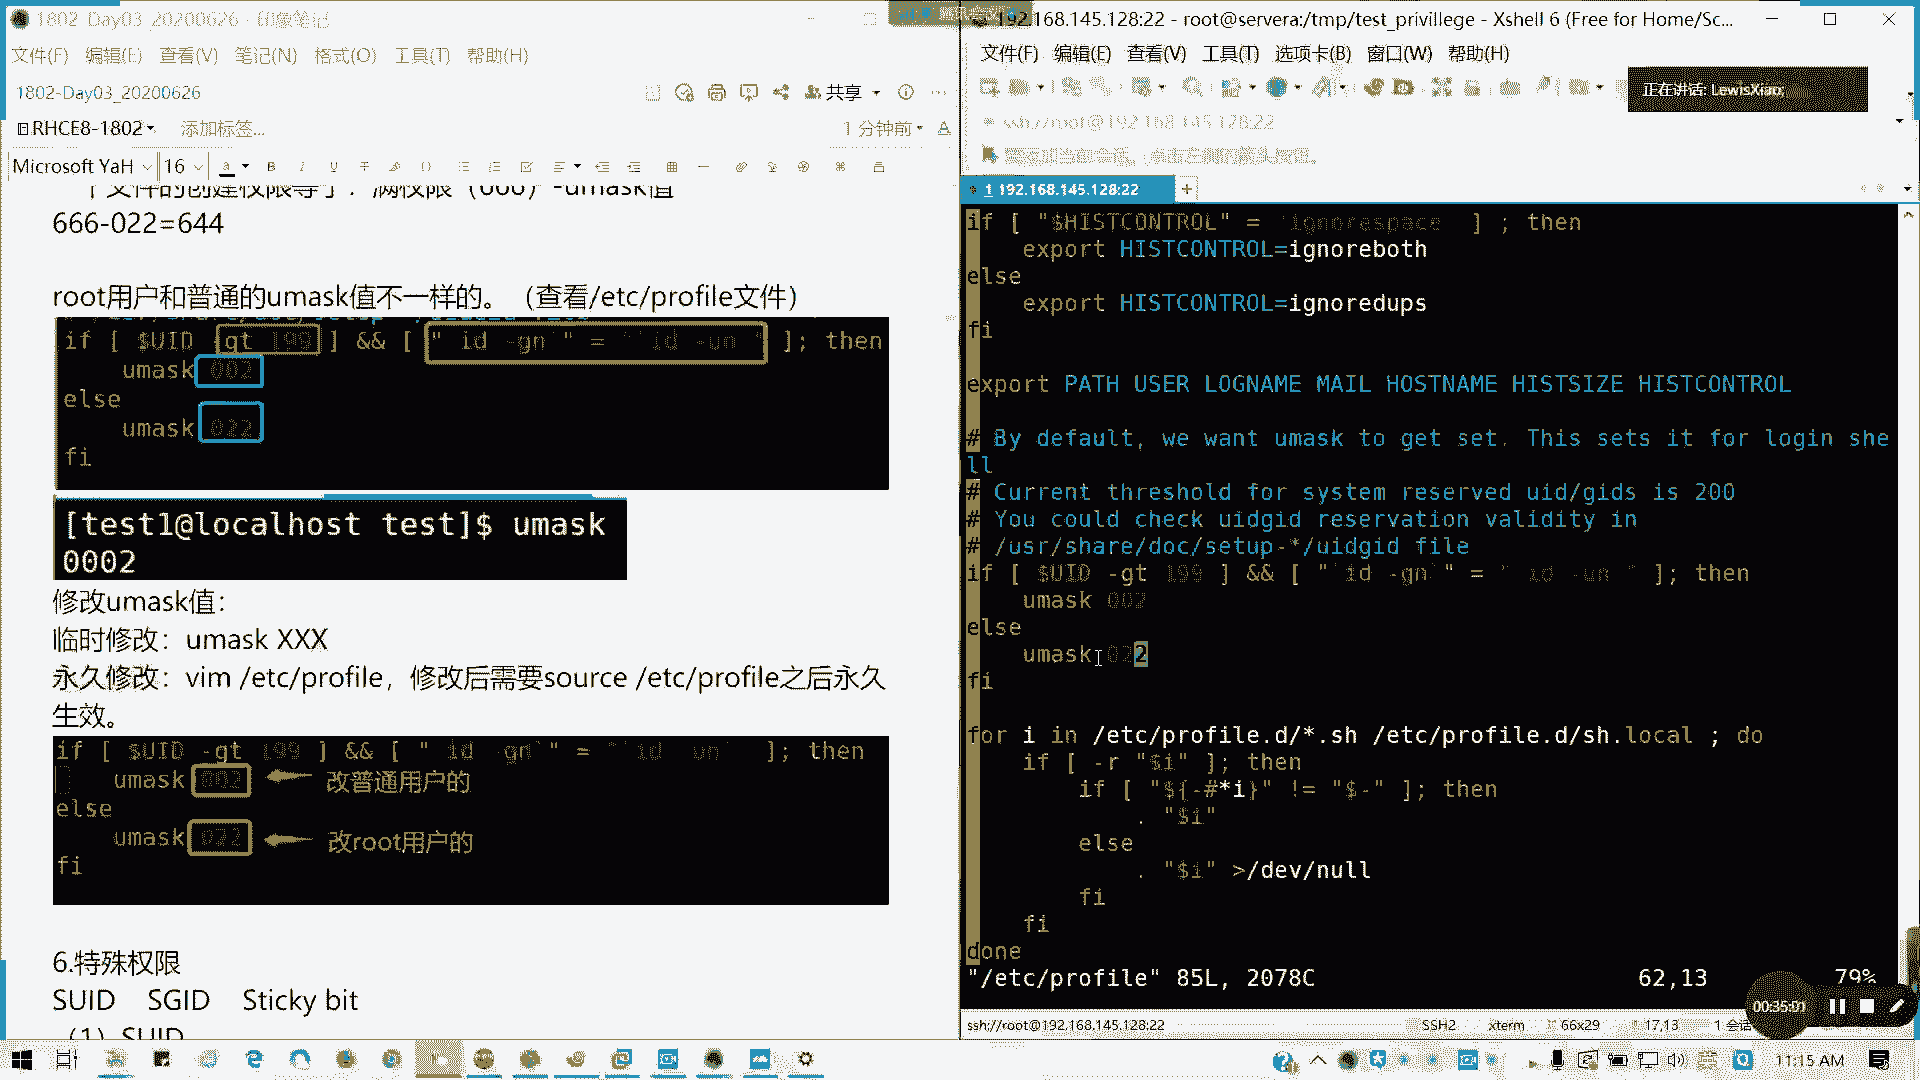 1802 Day03_20200626 - 印象笔记
文件(F) 编辑(E) 查看(V) 笔记(N) 格式(O) 工具(T) 帮助(H)
1802-Day03_20200626
共享
RHCE8-1802
添加标签...
1 分钟前
Microsoft YaH
16
个文件的创建权限等于：满权限（666）-umask值
666-022=644
root用户和普通的umask值不一样的。（查看/etc/profile文件）
if [ $UID -gt 199 ] && [ "`id -gn`" = "`id -un`" ]; then
umask 002
else
umask 022
fi
[test1@localhost test]$ umask
0002
修改umask值：
临时修改：umask XXX
永久修改：vim /etc/profile，修改后需要source /etc/profile之后永久
生效。
if [ $UID -gt 199 ] && [ "`id -gn`" = "`id -un`" ]; then
umask 002 改普通用户的
else
umask 022 改root用户的
fi
6.特殊权限
SUID SGID Sticky bit
（1）SUID
192.168.145.128:22 - root@servera:/tmp/test_privillege - Xshell 6 (Free for Home/Sc...
文件(F) 编辑(E) 查看(V) 工具(T) 选项卡(B) 窗口(W) 帮助(H)
正在讲话: LewisXiao;
ssh://root@192.168.145.128:22
1 192.168.145.128:22
if [ "$HISTCONTROL" = "ignorespace" ] ; then
export HISTCONTROL=ignoreboth
else
export HISTCONTROL=ignoredups
fi
export PATH USER LOGNAME MAIL HOSTNAME HISTSIZE HISTCONTROL
# By default, we want umask to get set. This sets it for login she
ll
# Current threshold for system reserved uid/gids is 200
# You could check uidgid reservation validity in
# /usr/share/doc/setup-*/uidgid file
if [ $UID -gt 199 ] && [ "`id -gn`" = "`id -un`" ]; then
umask 002
else
umask 022
fi
for i in /etc/profile.d/*.sh /etc/profile.d/sh.local ; do
if [ -r "$i" ]; then
if [ "${-#*i}" != "$-" ]; then
. "$i"
else
. "$i" >/dev/null
fi
fi
done
"/etc/profile" 85L, 2078C 62,13 79%
00:35:01
ssh://root@192.168.145.128:22 SSH2 xterm 66x29 17,13 1 会话
11:15 AM